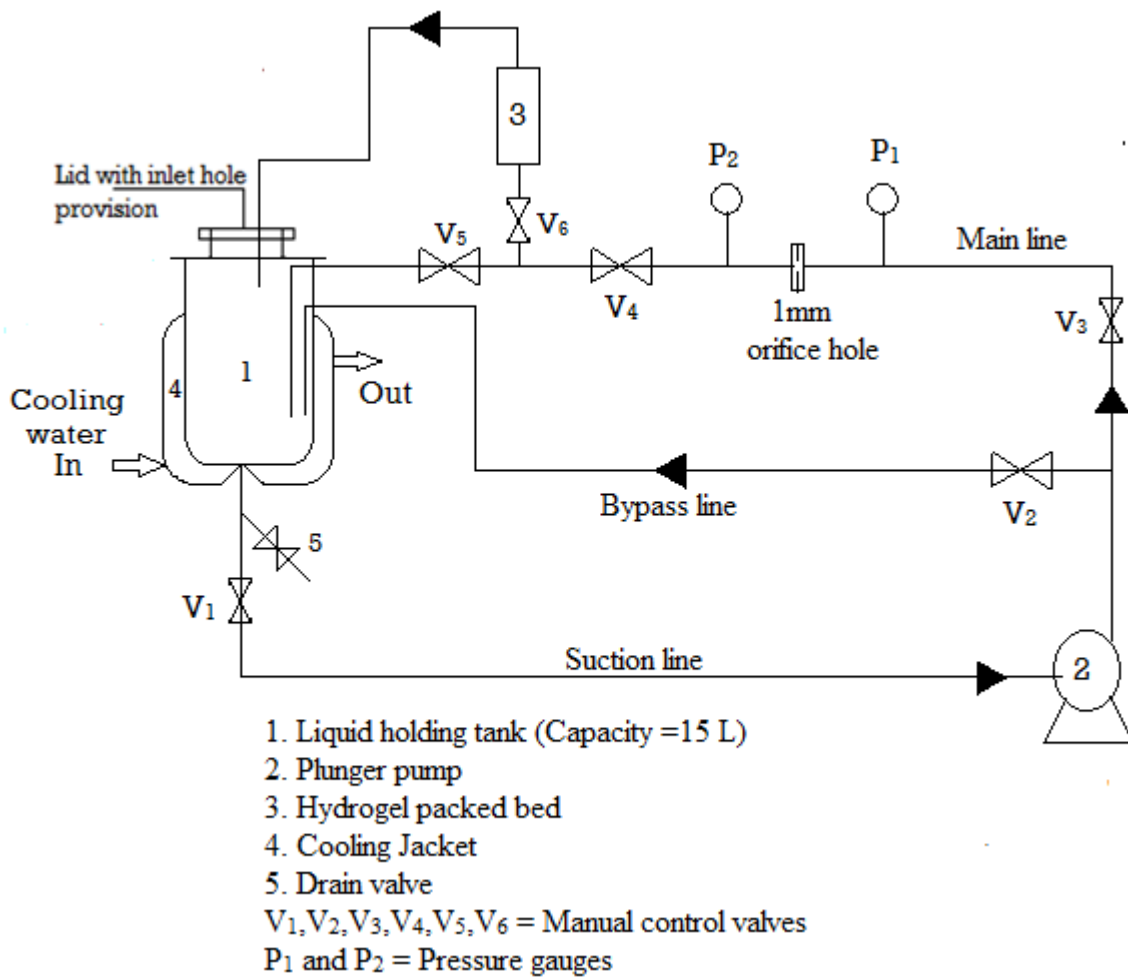 3
P₂
P₁
Lid with inlet hole
provision
V₅
V₆
Main line
V₄
1mm
orifice hole
V₃
4
1
Out
Cooling
water
In
Bypass line
V₂
5
V₁
Suction line
2
1. Liquid holding tank (Capacity =15 L)
2. Plunger pump
3. Hydrogel packed bed
4. Cooling Jacket
5. Drain valve
V₁,V₂,V₃,V₄,V₅,V₆ = Manual control valves
P₁ and P₂ = Pressure gauges